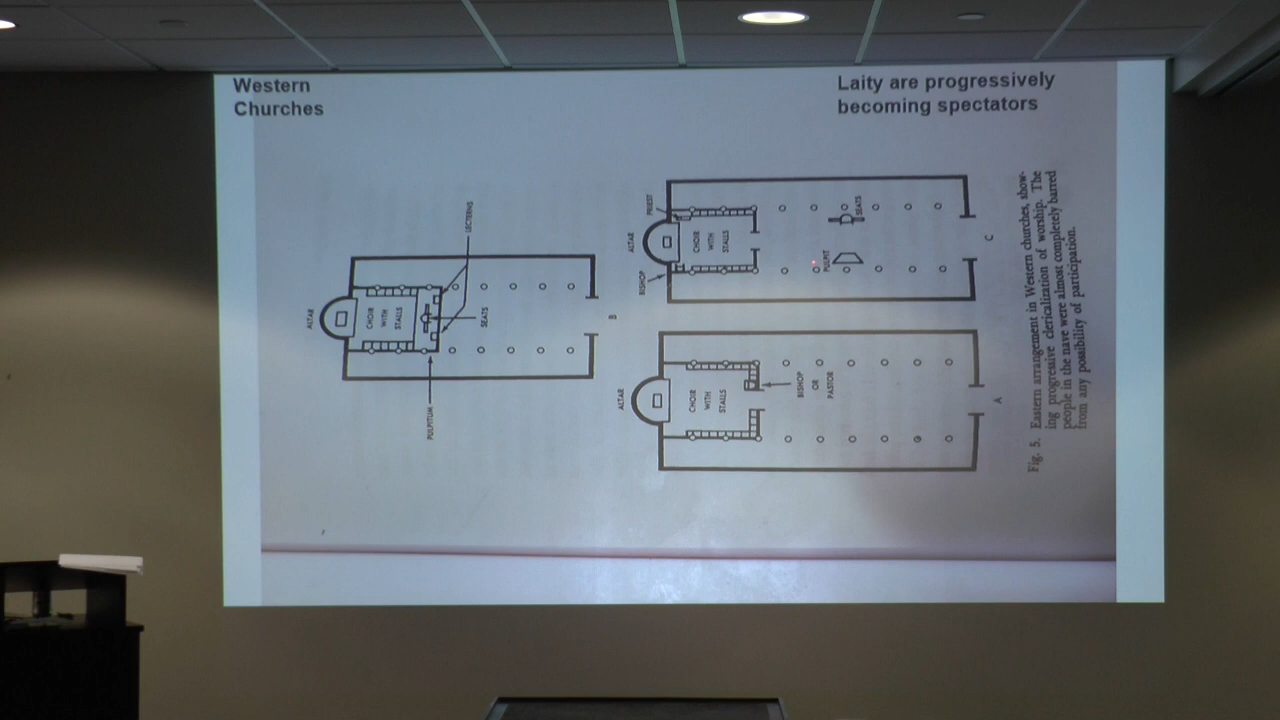 Western
Churches
Laity are progressively
becoming spectators
ALTAR
CHOIR
WITH
STALLS
LECTERNS
SEATS
PULPITUM
B
ALTAR
PRIEST
BISHOP
CHOIR
WITH
STALLS
PULPIT
SEATS
C
ALTAR
CHOIR
WITH
STALLS
BISHOP
OR
PASTOR
A
Fig. 5. Eastern arrangement in Western churches, show-
ing progressive clericalization of worship. The
people in the nave were almost completely barred
from any possibility of participation.